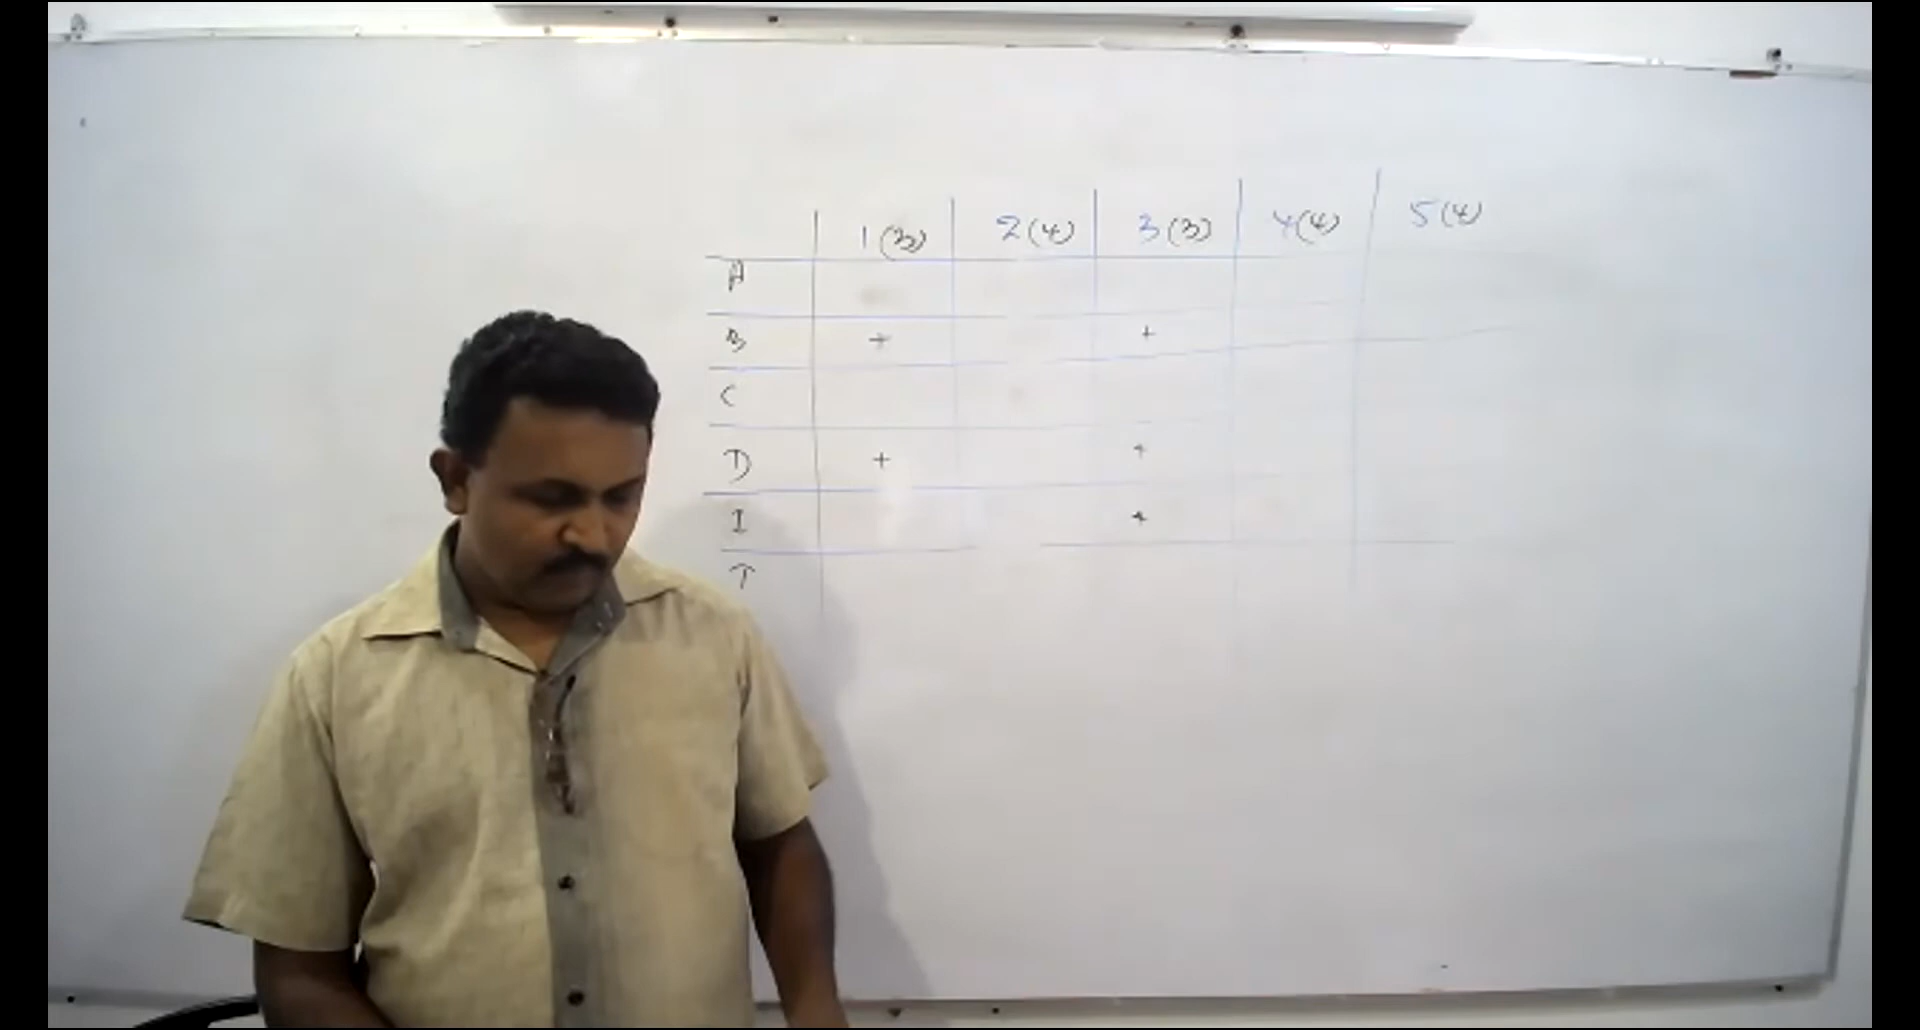 1 (3) 2 (4) 3 (3) 4 (4) 5 (4)
A
B + +
C
D + +
I +
T